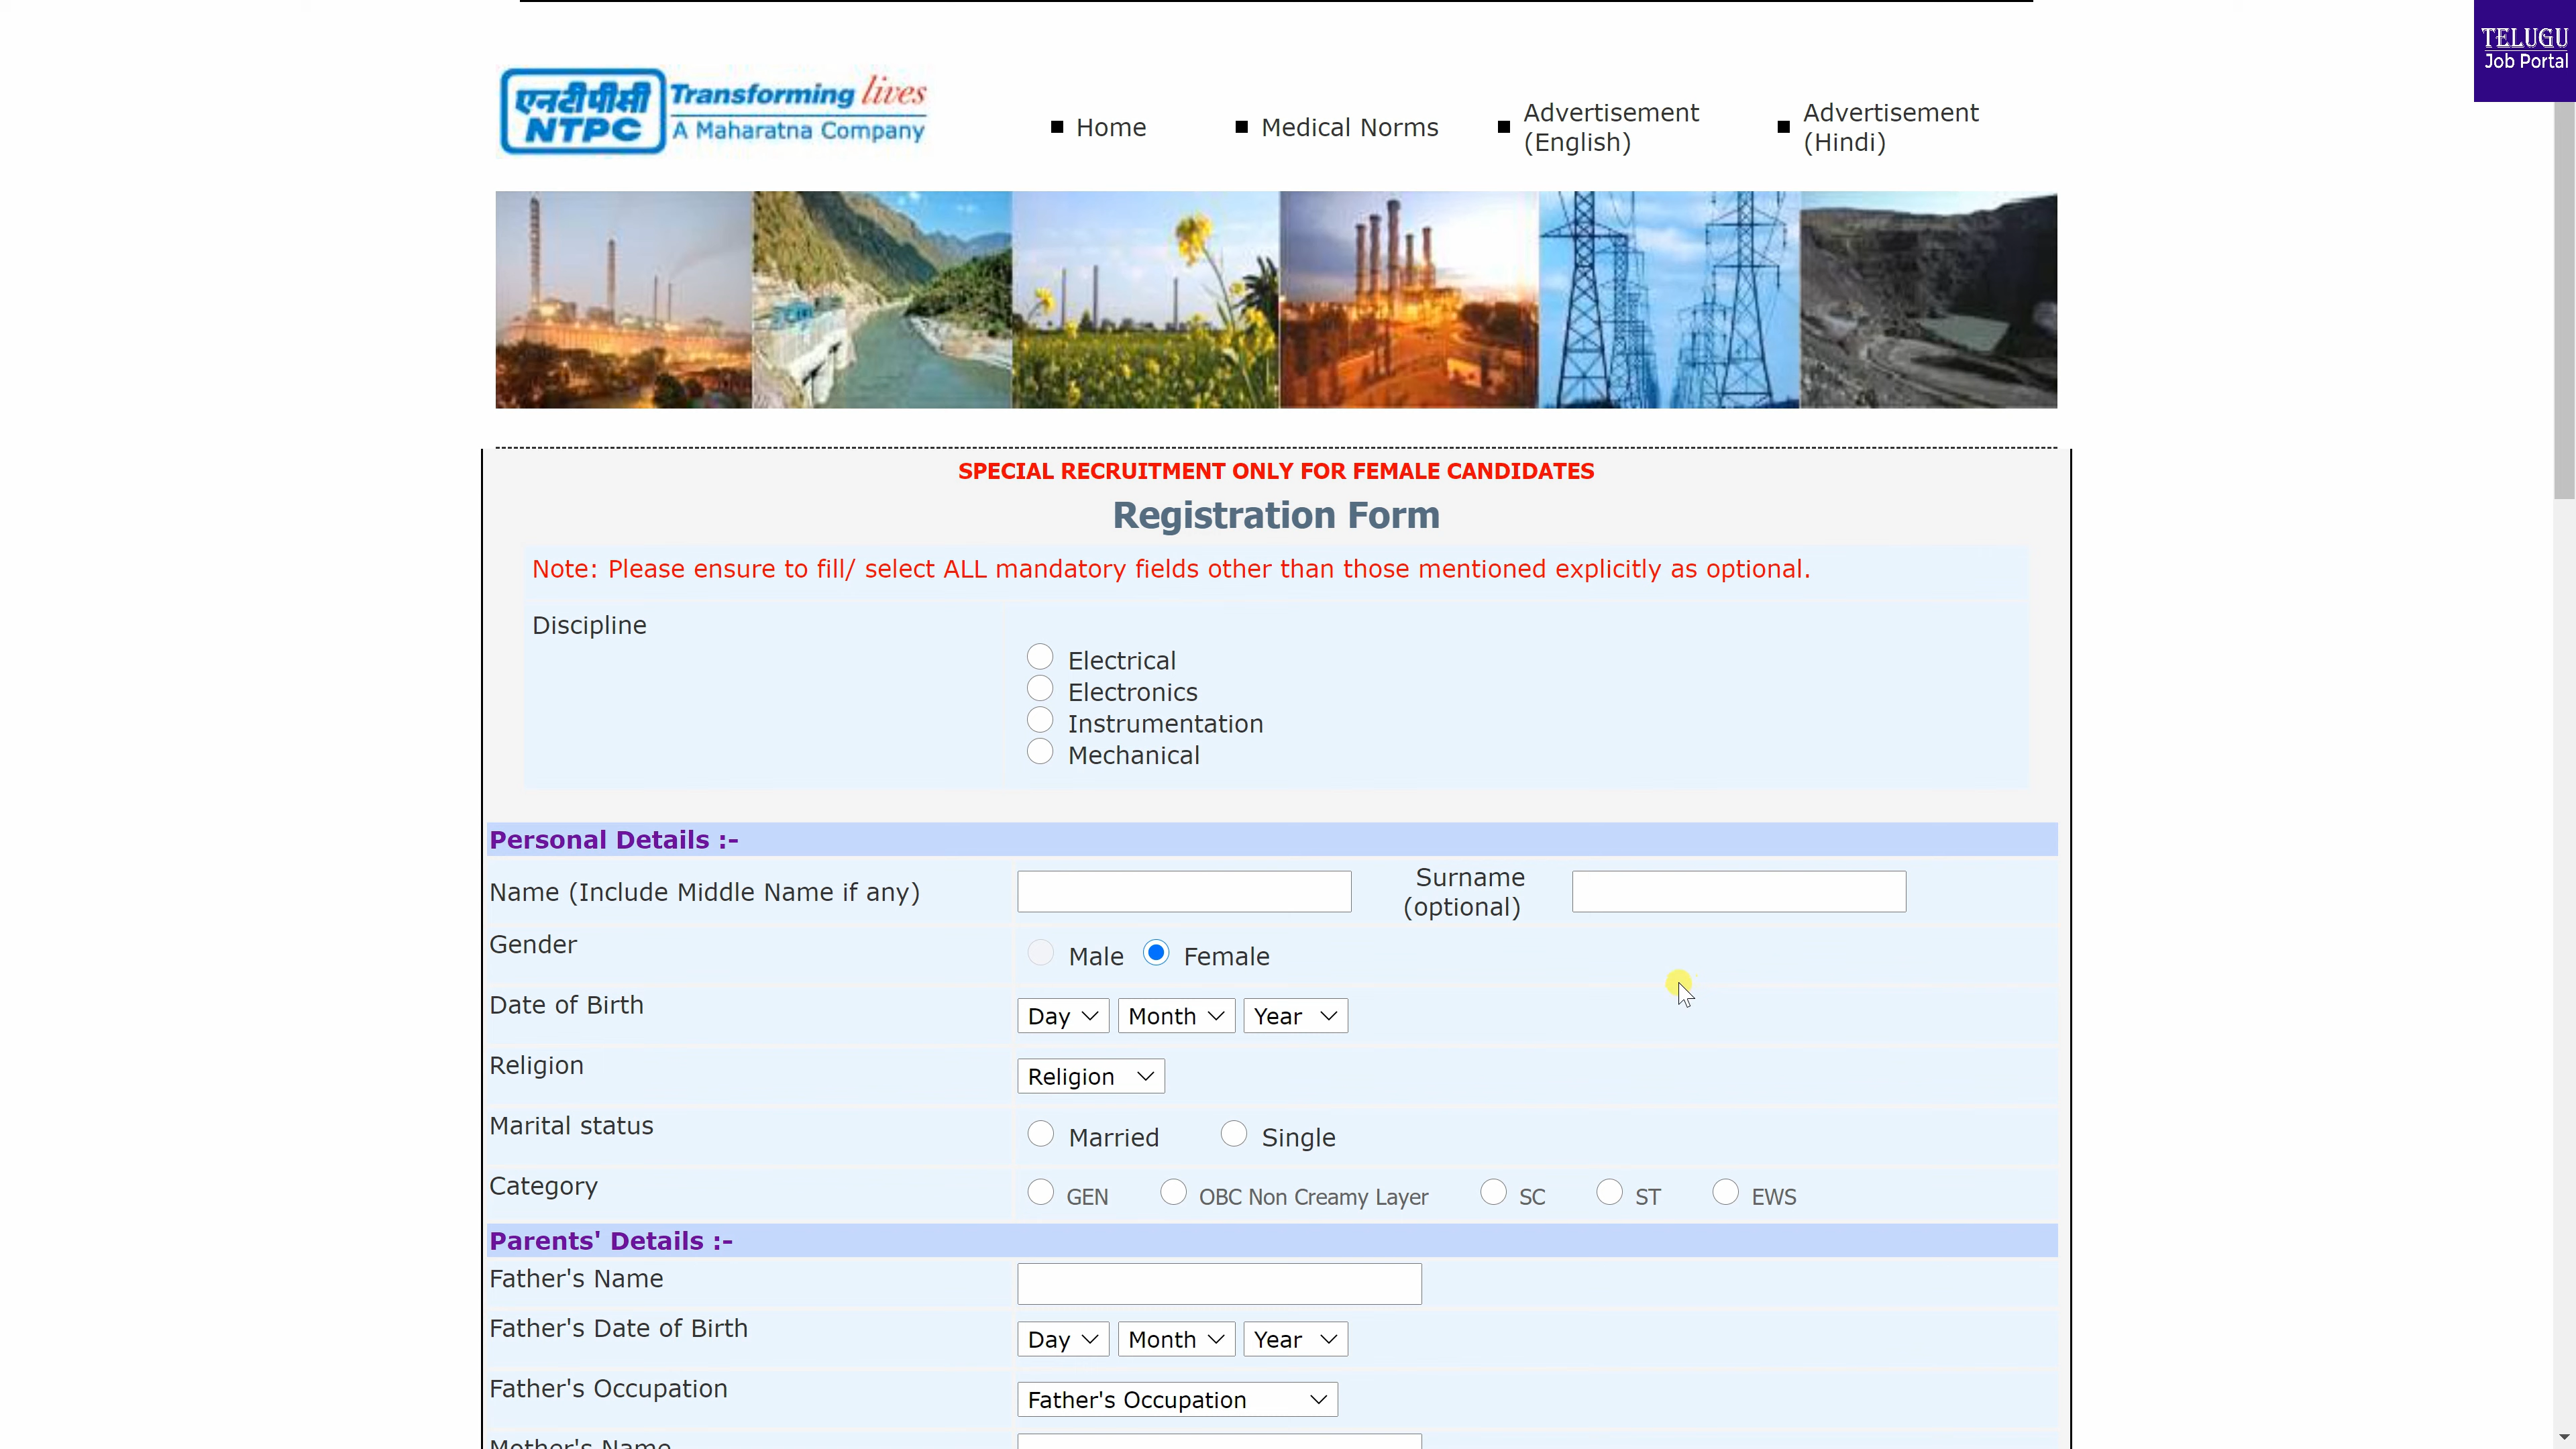 TELUGU
Job Portal
एनटीपीसी
NTPC
Transforming lives
A Maharatna Company
Home
Medical Norms
Advertisement
(English)
Advertisement
(Hindi)
SPECIAL RECRUITMENT ONLY FOR FEMALE CANDIDATES
Registration Form
Note: Please ensure to fill/ select ALL mandatory fields other than those mentioned explicitly as optional.
Discipline
Electrical
Electronics
Instrumentation
Mechanical
Personal Details :-
Name (Include Middle Name if any)
Surname
(optional)
Gender
Male Female
Date of Birth
Day Month Year
Religion
Religion
Marital status
Married Single
Category
GEN OBC Non Creamy Layer SC ST EWS
Parents' Details :-
Father's Name
Father's Date of Birth
Day Month Year
Father's Occupation
Father's Occupation
Mother's Name